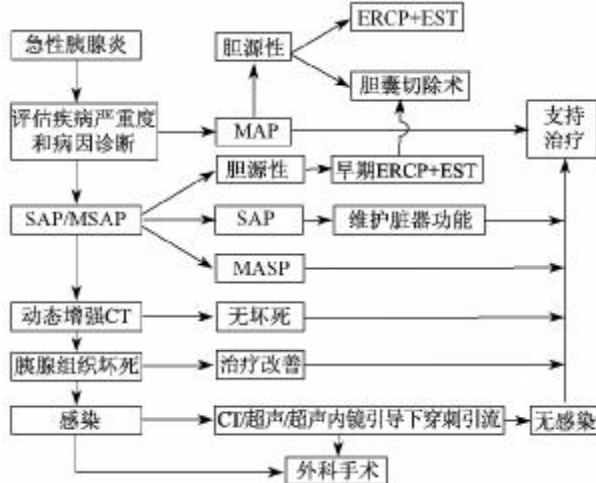 ERCP+EST
急性胰腺炎
胆源性
胆囊切除术
评估疾病严重度
和病因诊断
MAP
支持
治疗
胆源性
早期ERCP+EST
SAP/MSAP
SAP
维护脏器功能
MASP
动态增强CT
无坏死
胰腺组织坏死
治疗改善
感染
CT/超声/超声内镜引导下穿刺引流
无感染
外科手术